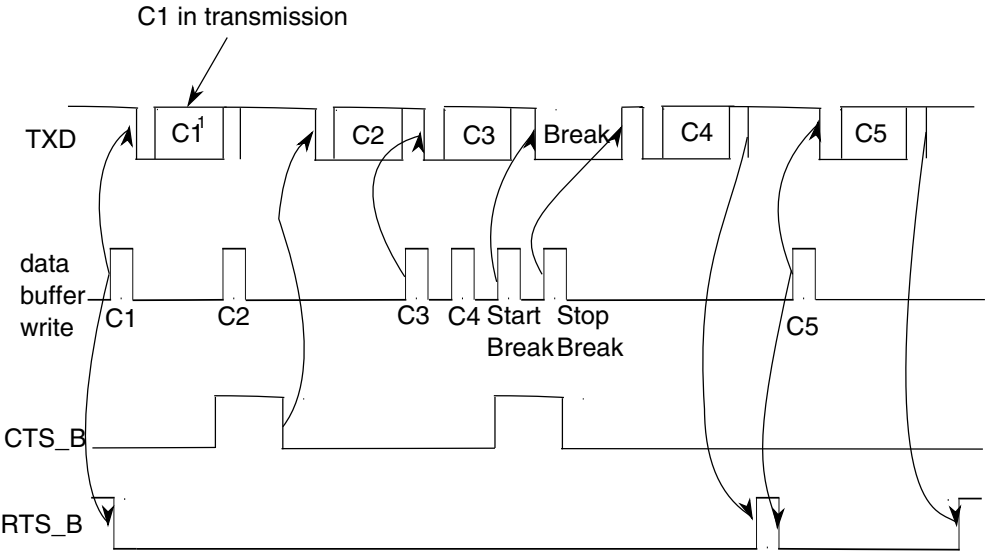 C1 in transmission
TXD
C1 1
C2
C3
Break
C4
C5
data
buffer
write
C1
C2
C3
C4
Start
Break
Stop
Break
C5
CTS_B
RTS_B